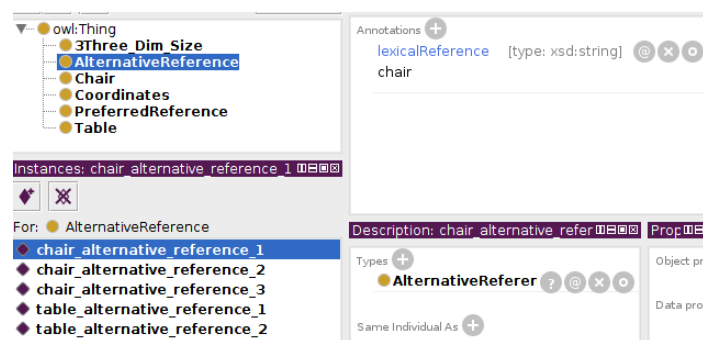 owl:Thing
3Three_Dim_Size
AlternativeReference
Chair
Coordinates
PreferredReference
Table
Instances: chair_alternative_reference_1
For: AlternativeReference
chair_alternative_reference_1
chair_alternative_reference_2
chair_alternative_reference_3
table_alternative_reference_1
table_alternative_reference_2
Annotations
lexicalReference [type: xsd:string]
chair
Description: chair_alternative_refer
Types
AlternativeReferer
Same Individual As
Prop
Object pr
Data pro